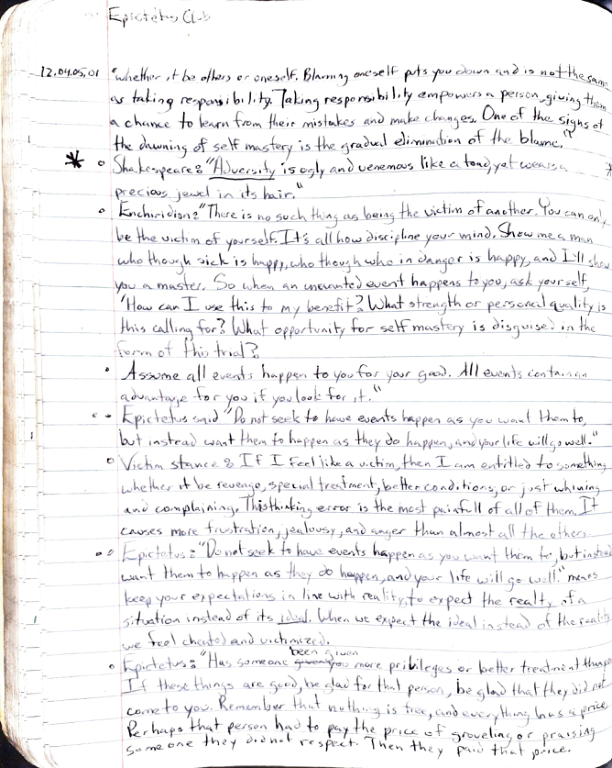 Epictetus Club
12.04.05.01 "whether it be others or oneself. Blaming oneself puts you down and is not the same
as taking responsibility. Taking responsibility empowers a person, giving them
a chance to learn from their mistakes and make changes. One of the signs of
the dawning of self mastery is the gradual elimination of the blame."
* Shakespeare: "Adversity is ugly and venemous like a toad, yet wears a
precious jewel in its hair."
Enchiridion: "There is no such thing as being the victim of another. You can only
be the victim of yourself. It's all how discipline your mind. Show me a man
who though sick is happy, who though who in danger is happy, and I'll show
you a master. So when an unwanted event happens to you, ask yourself,
'How can I use this to my benefit? What strength or personal quality is
this calling for? What opportunity for self mastery is disguised in the
form of this trial?
Assume all events happen to you for your good. All events contain an
advantage for you if you look for it."
Epictetus said "Do not seek to have events happen as you want them to,
but instead want them to happen as they do happen, and your life will go well."
Victim stance: If I feel like a victim, then I am entitled to something
whether it be revenge, special treatment, better conditions, or just whining
and complaining. This thinking error is the most painfull of all of them. It
causes more frustration, jealousy, and anger than almost all the others.
Epictetus: "Do not seek to have events happen as you want them to, but instead
want them to happen as they do happen, and your life will go well." means
keep your expectations in line with reality, to expect the realty of a
situation instead of its ideal. When we expect the ideal instead of the reality
we feel cheated and victimized.
been given
Epictetus: "Has someone you more privileges or better treatment than you
If these things are good, be glad for that person, be glad that they did not
come to you. Remember that nothing is free, and everything has a price
Perhaps that person had to pay the price of groveling or praising
someone they did not respect. Then they paid that price.